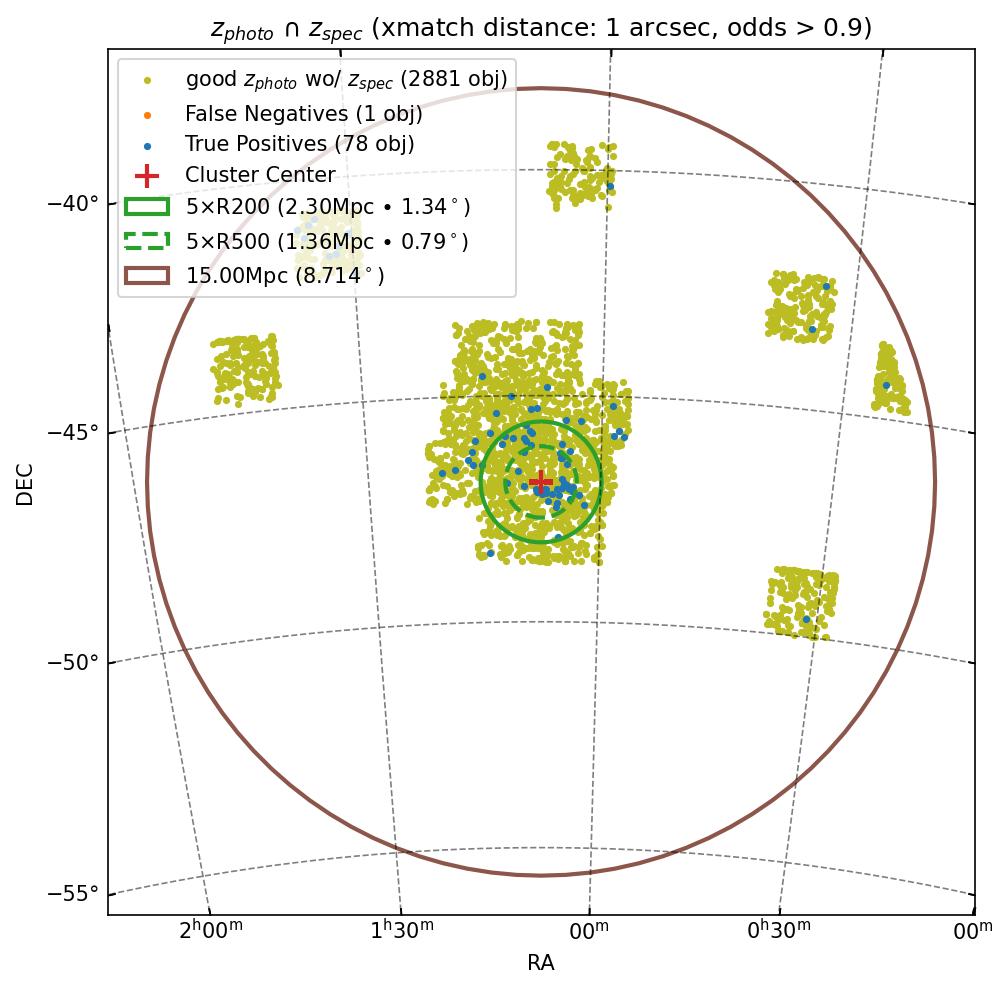 z_photo ∩ z_spec (xmatch distance: 1 arcsec, odds > 0.9)
good z_photo wo/ z_spec (2881 obj)
False Negatives (1 obj)
True Positives (78 obj)
Cluster Center
5×R200 (2.30Mpc • 1.34°)
5×R500 (1.36Mpc • 0.79°)
15.00Mpc (8.714°)
−40°
−45°
−50°
−55°
DEC
2h00m 1h30m 00m 0h30m 00m
RA